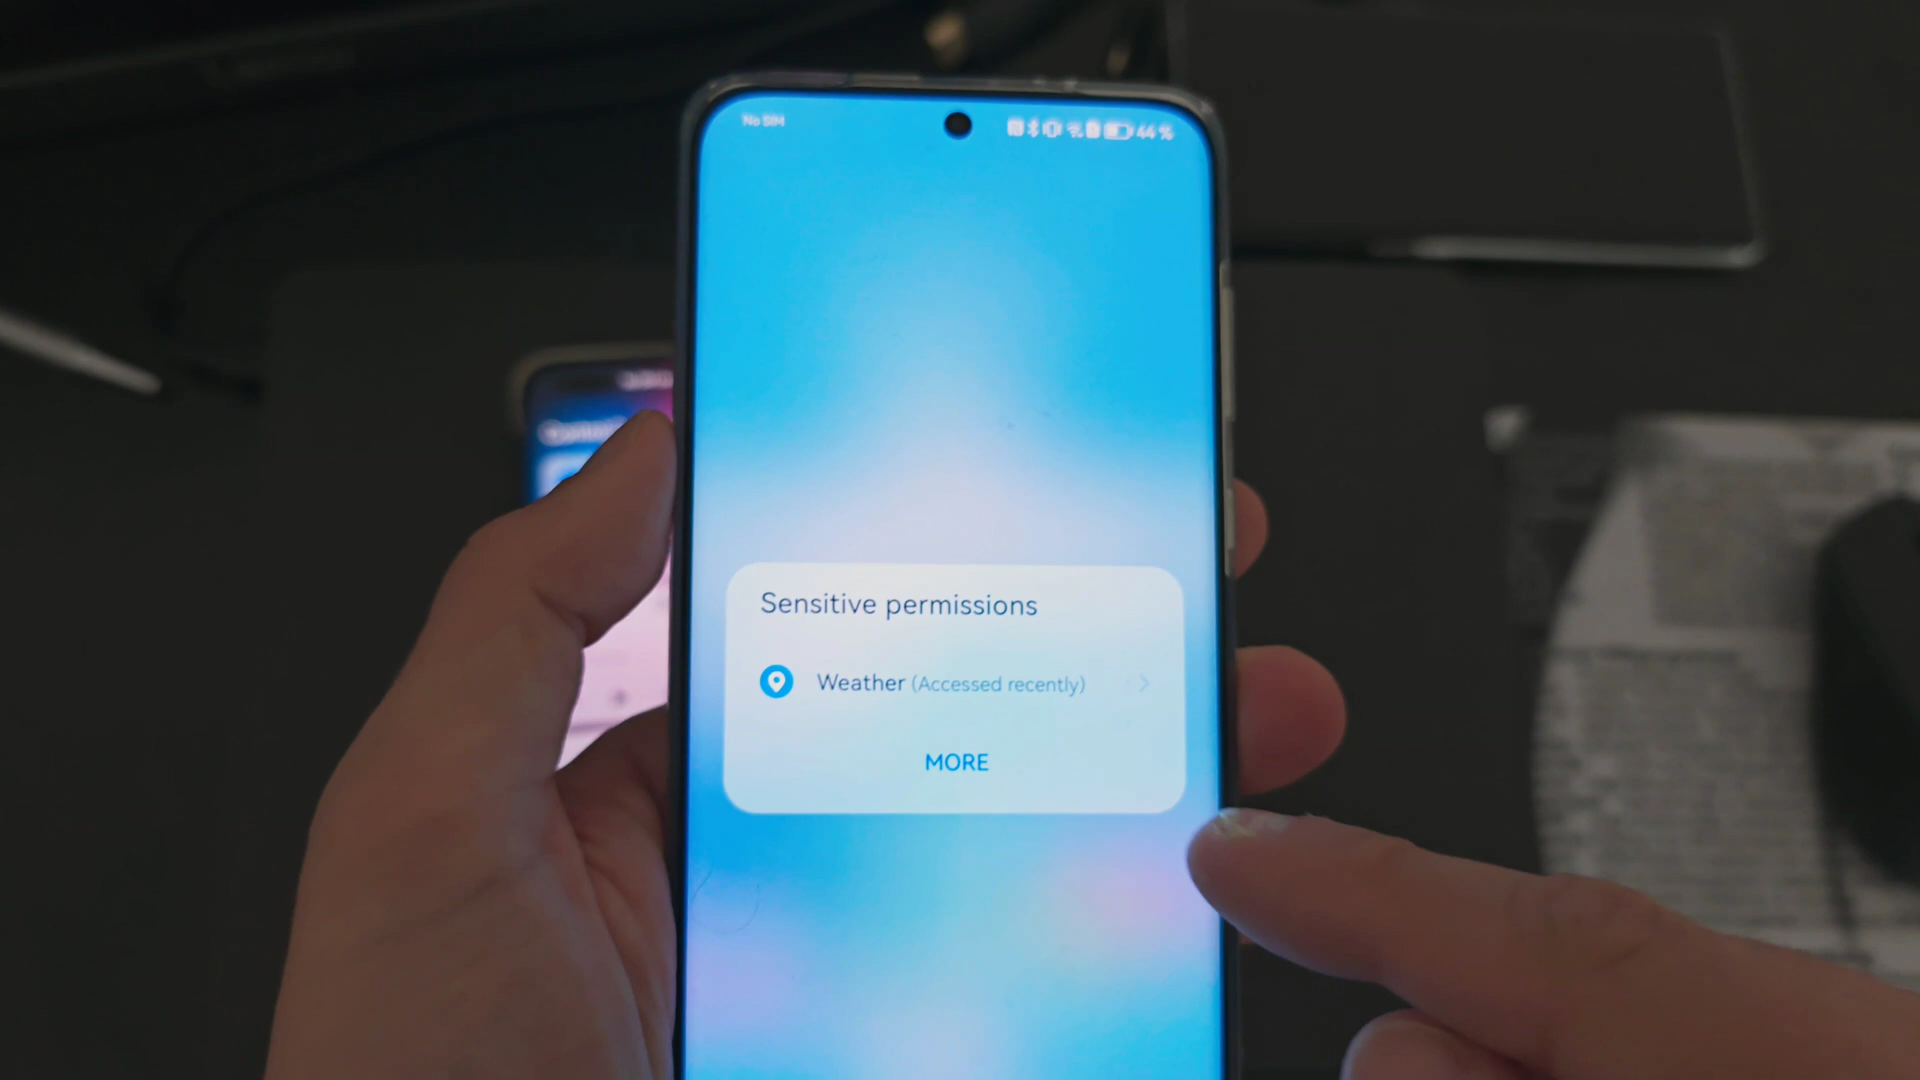 No SIM
44 %
Sensitive permissions
Weather (Accessed recently)
MORE